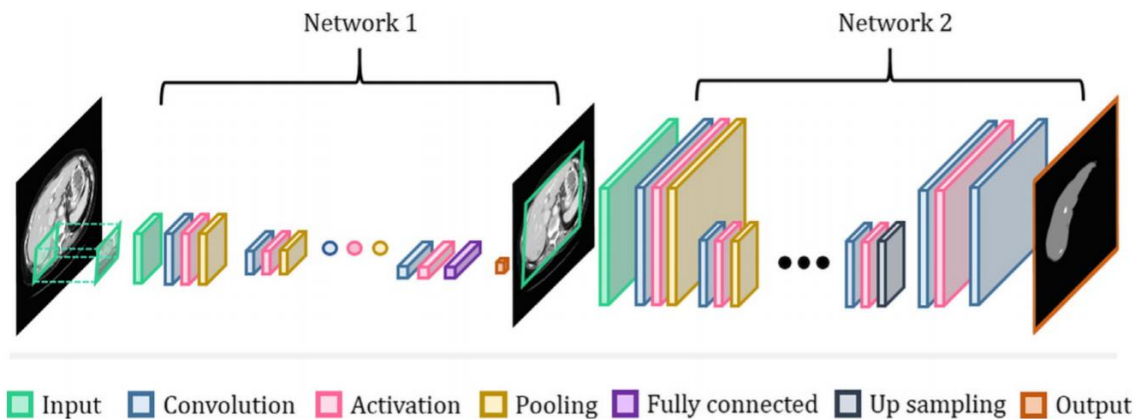 Network 1
Network 2
Input
Convolution
Activation
Pooling
Fully connected
Up sampling
Output